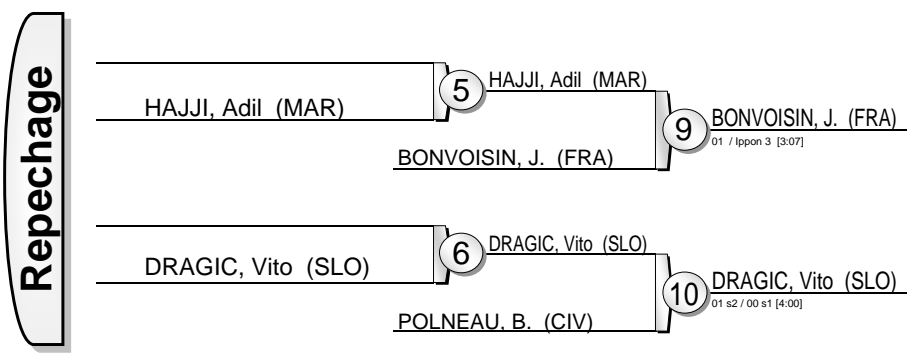 Repechage
HAJJI, Adil (MAR)
5
HAJJI, Adil (MAR)
BONVOISIN, J. (FRA)
9
BONVOISIN, J. (FRA)
01 / Ippon 3 [3:07]
DRAGIC, Vito (SLO)
6
DRAGIC, Vito (SLO)
POLNEAU, B. (CIV)
10
DRAGIC, Vito (SLO)
01 s2 / 00 s1 [4:00]